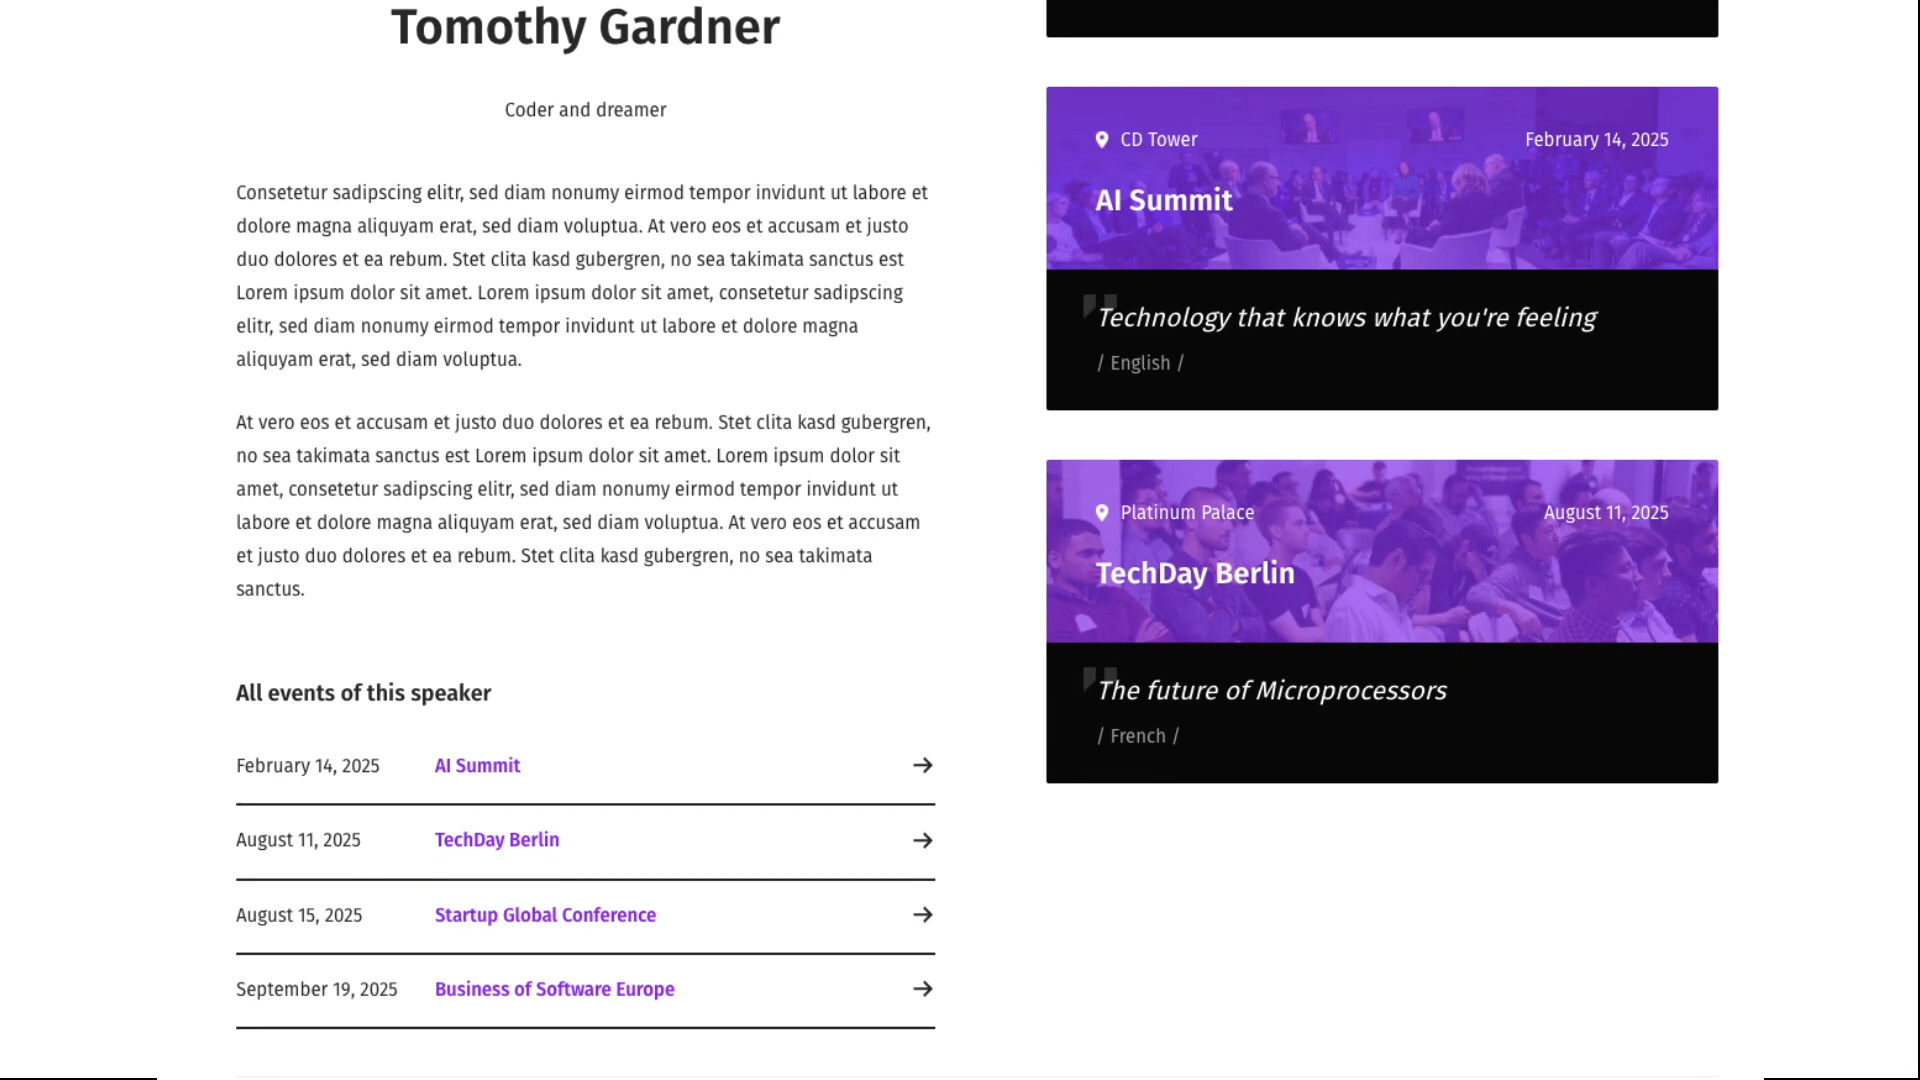 Tomothy Gardner
Coder and dreamer
Consetetur sadipscing elitr, sed diam nonumy eirmod tempor invidunt ut labore et
dolore magna aliquyam erat, sed diam voluptua. At vero eos et accusam et justo
duo dolores et ea rebum. Stet clita kasd gubergren, no sea takimata sanctus est
Lorem ipsum dolor sit amet. Lorem ipsum dolor sit amet, consetetur sadipscing
elitr, sed diam nonumy eirmod tempor invidunt ut labore et dolore magna
aliquyam erat, sed diam voluptua.
At vero eos et accusam et justo duo dolores et ea rebum. Stet clita kasd gubergren,
no sea takimata sanctus est Lorem ipsum dolor sit amet. Lorem ipsum dolor sit
amet, consetetur sadipscing elitr, sed diam nonumy eirmod tempor invidunt ut
labore et dolore magna aliquyam erat, sed diam voluptua. At vero eos et accusam
et justo duo dolores et ea rebum. Stet clita kasd gubergren, no sea takimata
sanctus.
All events of this speaker
February 14, 2025 AI Summit
August 11, 2025 TechDay Berlin
August 15, 2025 Startup Global Conference
September 19, 2025 Business of Software Europe
CD Tower February 14, 2025
AI Summit
Technology that knows what you're feeling
/ English /
Platinum Palace August 11, 2025
TechDay Berlin
The future of Microprocessors
/ French /